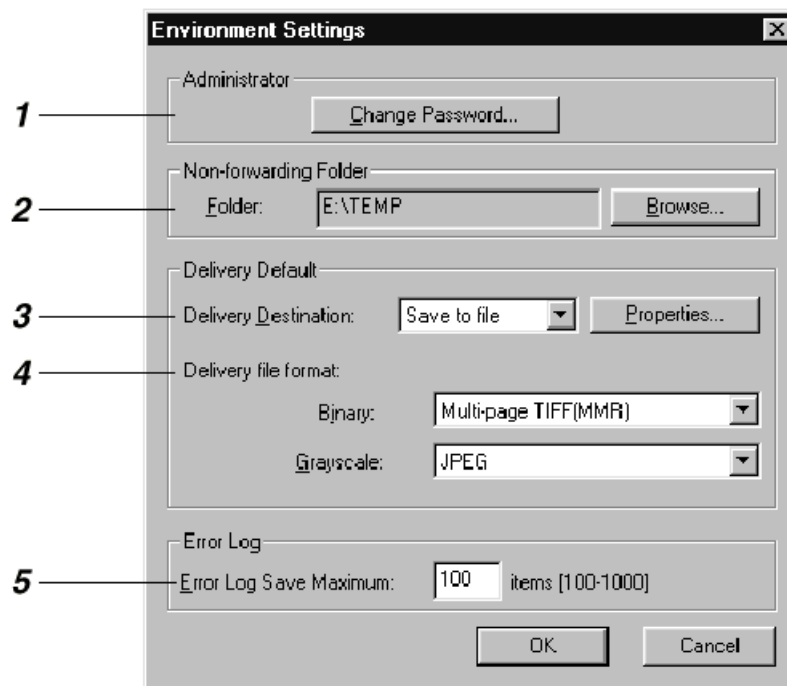 Environment Settings
Administrator
1 Change Password...
Non-forwarding Folder
2 Folder: E:\TEMP Browse...
Delivery Default
3 Delivery Destination: Save to file Properties...
4 Delivery file format:
Binary: Multi-page TIFF(MMR)
Grayscale: JPEG
Error Log
5 Error Log Save Maximum: 100 items [100-1000]
OK Cancel